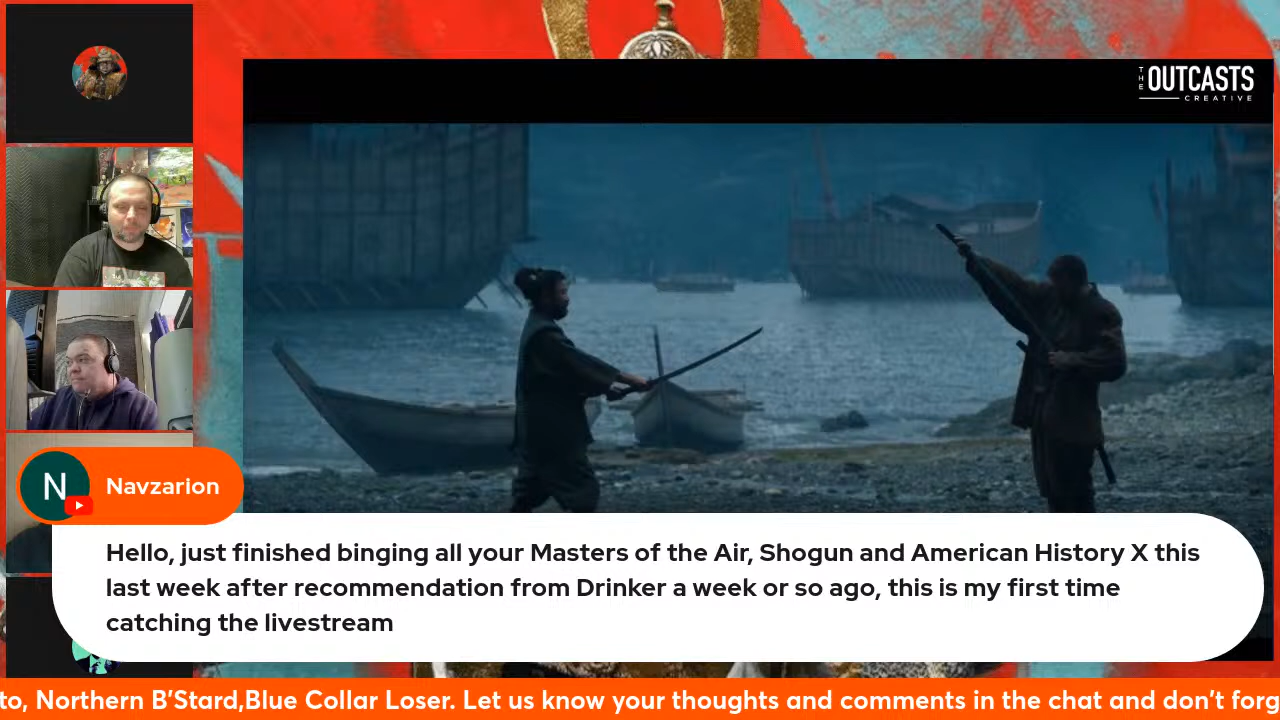 THE OUTCASTS
CREATIVE
N
Navzarion
Hello, just finished binging all your Masters of the Air, Shogun and American History X this
last week after recommendation from Drinker a week or so ago, this is my first time
catching the livestream
to, Northern B'Stard,Blue Collar Loser. Let us know your thoughts and comments in the chat and don't forg